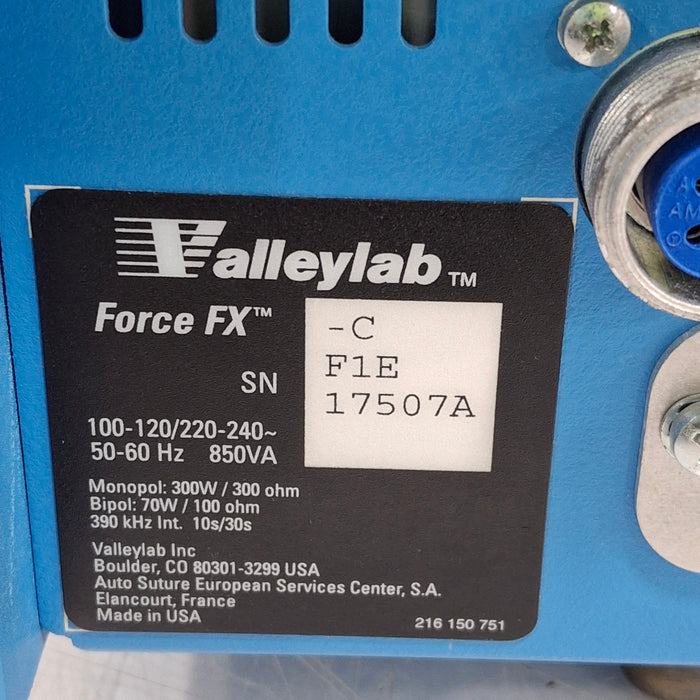 Valleylab™
Force FX™ -C
SN F1E
17507A
100-120/220-240~
50-60 Hz 850VA
Monopol: 300W / 300 ohm
Bipol: 70W / 100 ohm
390 kHz Int. 10s/30s
Valleylab Inc
Boulder, CO 80301-3299 USA
Auto Suture European Services Center, S.A.
Elancourt, France
Made in USA
216 150 751